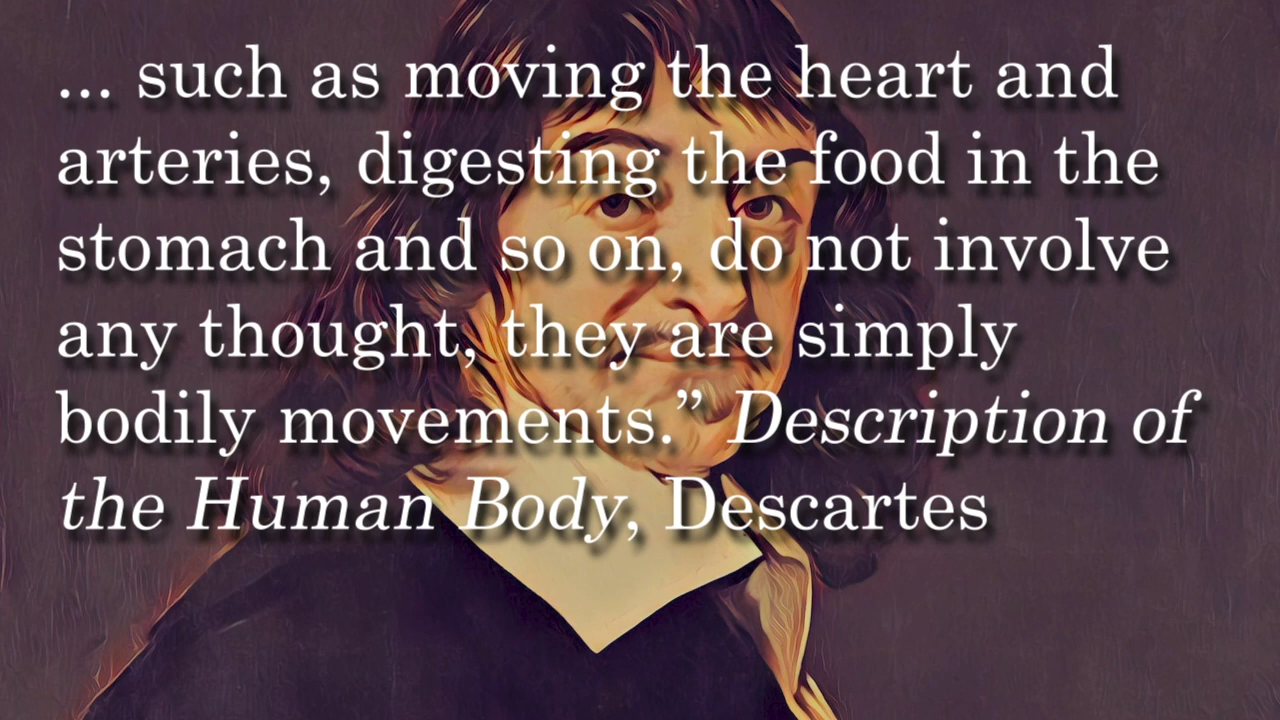 ... such as moving the heart and
arteries, digesting the food in the
stomach and so on, do not involve
any thought, they are simply
bodily movements.” Description of
the Human Body, Descartes